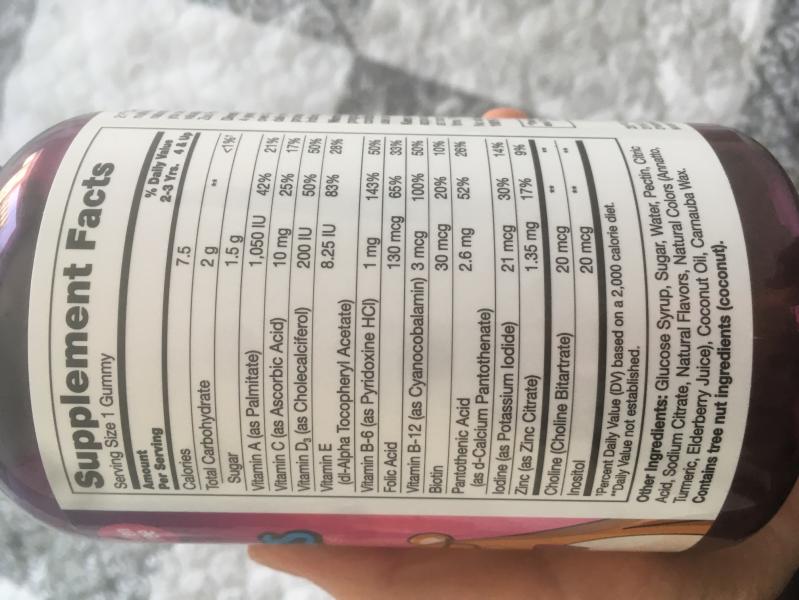 Supplement Facts
Serving Size 1 Gummy
Amount Per Serving % Daily Value 2-3 Yrs. 4 & Up
Calories 7.5
Total Carbohydrate 2 g ** <1%†
Sugar 1.5 g
Vitamin A (as Palmitate) 1,050 IU 42% 21%
Vitamin C (as Ascorbic Acid) 10 mg 25% 17%
Vitamin D3 (as Cholecalciferol) 200 IU 50% 50%
Vitamin E 8.25 IU 83% 28%
(dl-Alpha Tocopheryl Acetate)
Vitamin B-6 (as Pyridoxine HCl) 1 mg 143% 50%
Folic Acid 130 mcg 65% 33%
Vitamin B-12 (as Cyanocobalamin) 3 mcg 100% 50%
Biotin 30 mcg 20% 10%
Pantothenic Acid 2.6 mg 52% 26%
(as d-Calcium Pantothenate)
Iodine (as Potassium Iodide) 21 mcg 30% 14%
Zinc (as Zinc Citrate) 1.35 mg 17% 9%
Choline (Choline Bitartrate) 20 mcg ** **
Inositol 20 mcg ** **
†Percent Daily Value (DV) based on a 2,000 calorie diet.
**Daily Value not established.
Other Ingredients: Glucose Syrup, Sugar, Water, Pectin, Citric
Acid, Sodium Citrate, Natural Flavors, Natural Colors (Annatto,
Turmeric, Elderberry Juice), Coconut Oil, Carnauba Wax.
Contains tree nut ingredients (coconut).